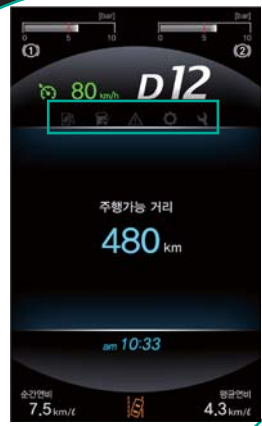 [bar] [bar]
0 5 10 0 5 10
(1) (2)
80 km/h D12
주행가능 거리
480 km
am 10:33
순간연비 평균연비
7.5 km/ℓ 4.3 km/ℓ